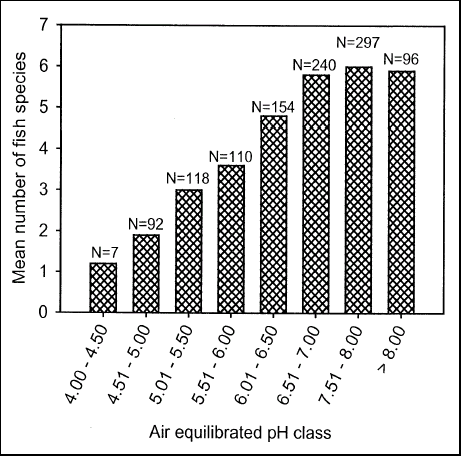 Mean number of fish species
7
6
5
4
3
2
1
0
N=7
N=92
N=118
N=110
N=154
N=240
N=297
N=96
4.00 - 4.50
4.51 - 5.00
5.01 - 5.50
5.51 - 6.00
6.01 - 6.50
6.51 - 7.00
7.51 - 8.00
> 8.00
Air equilibrated pH class